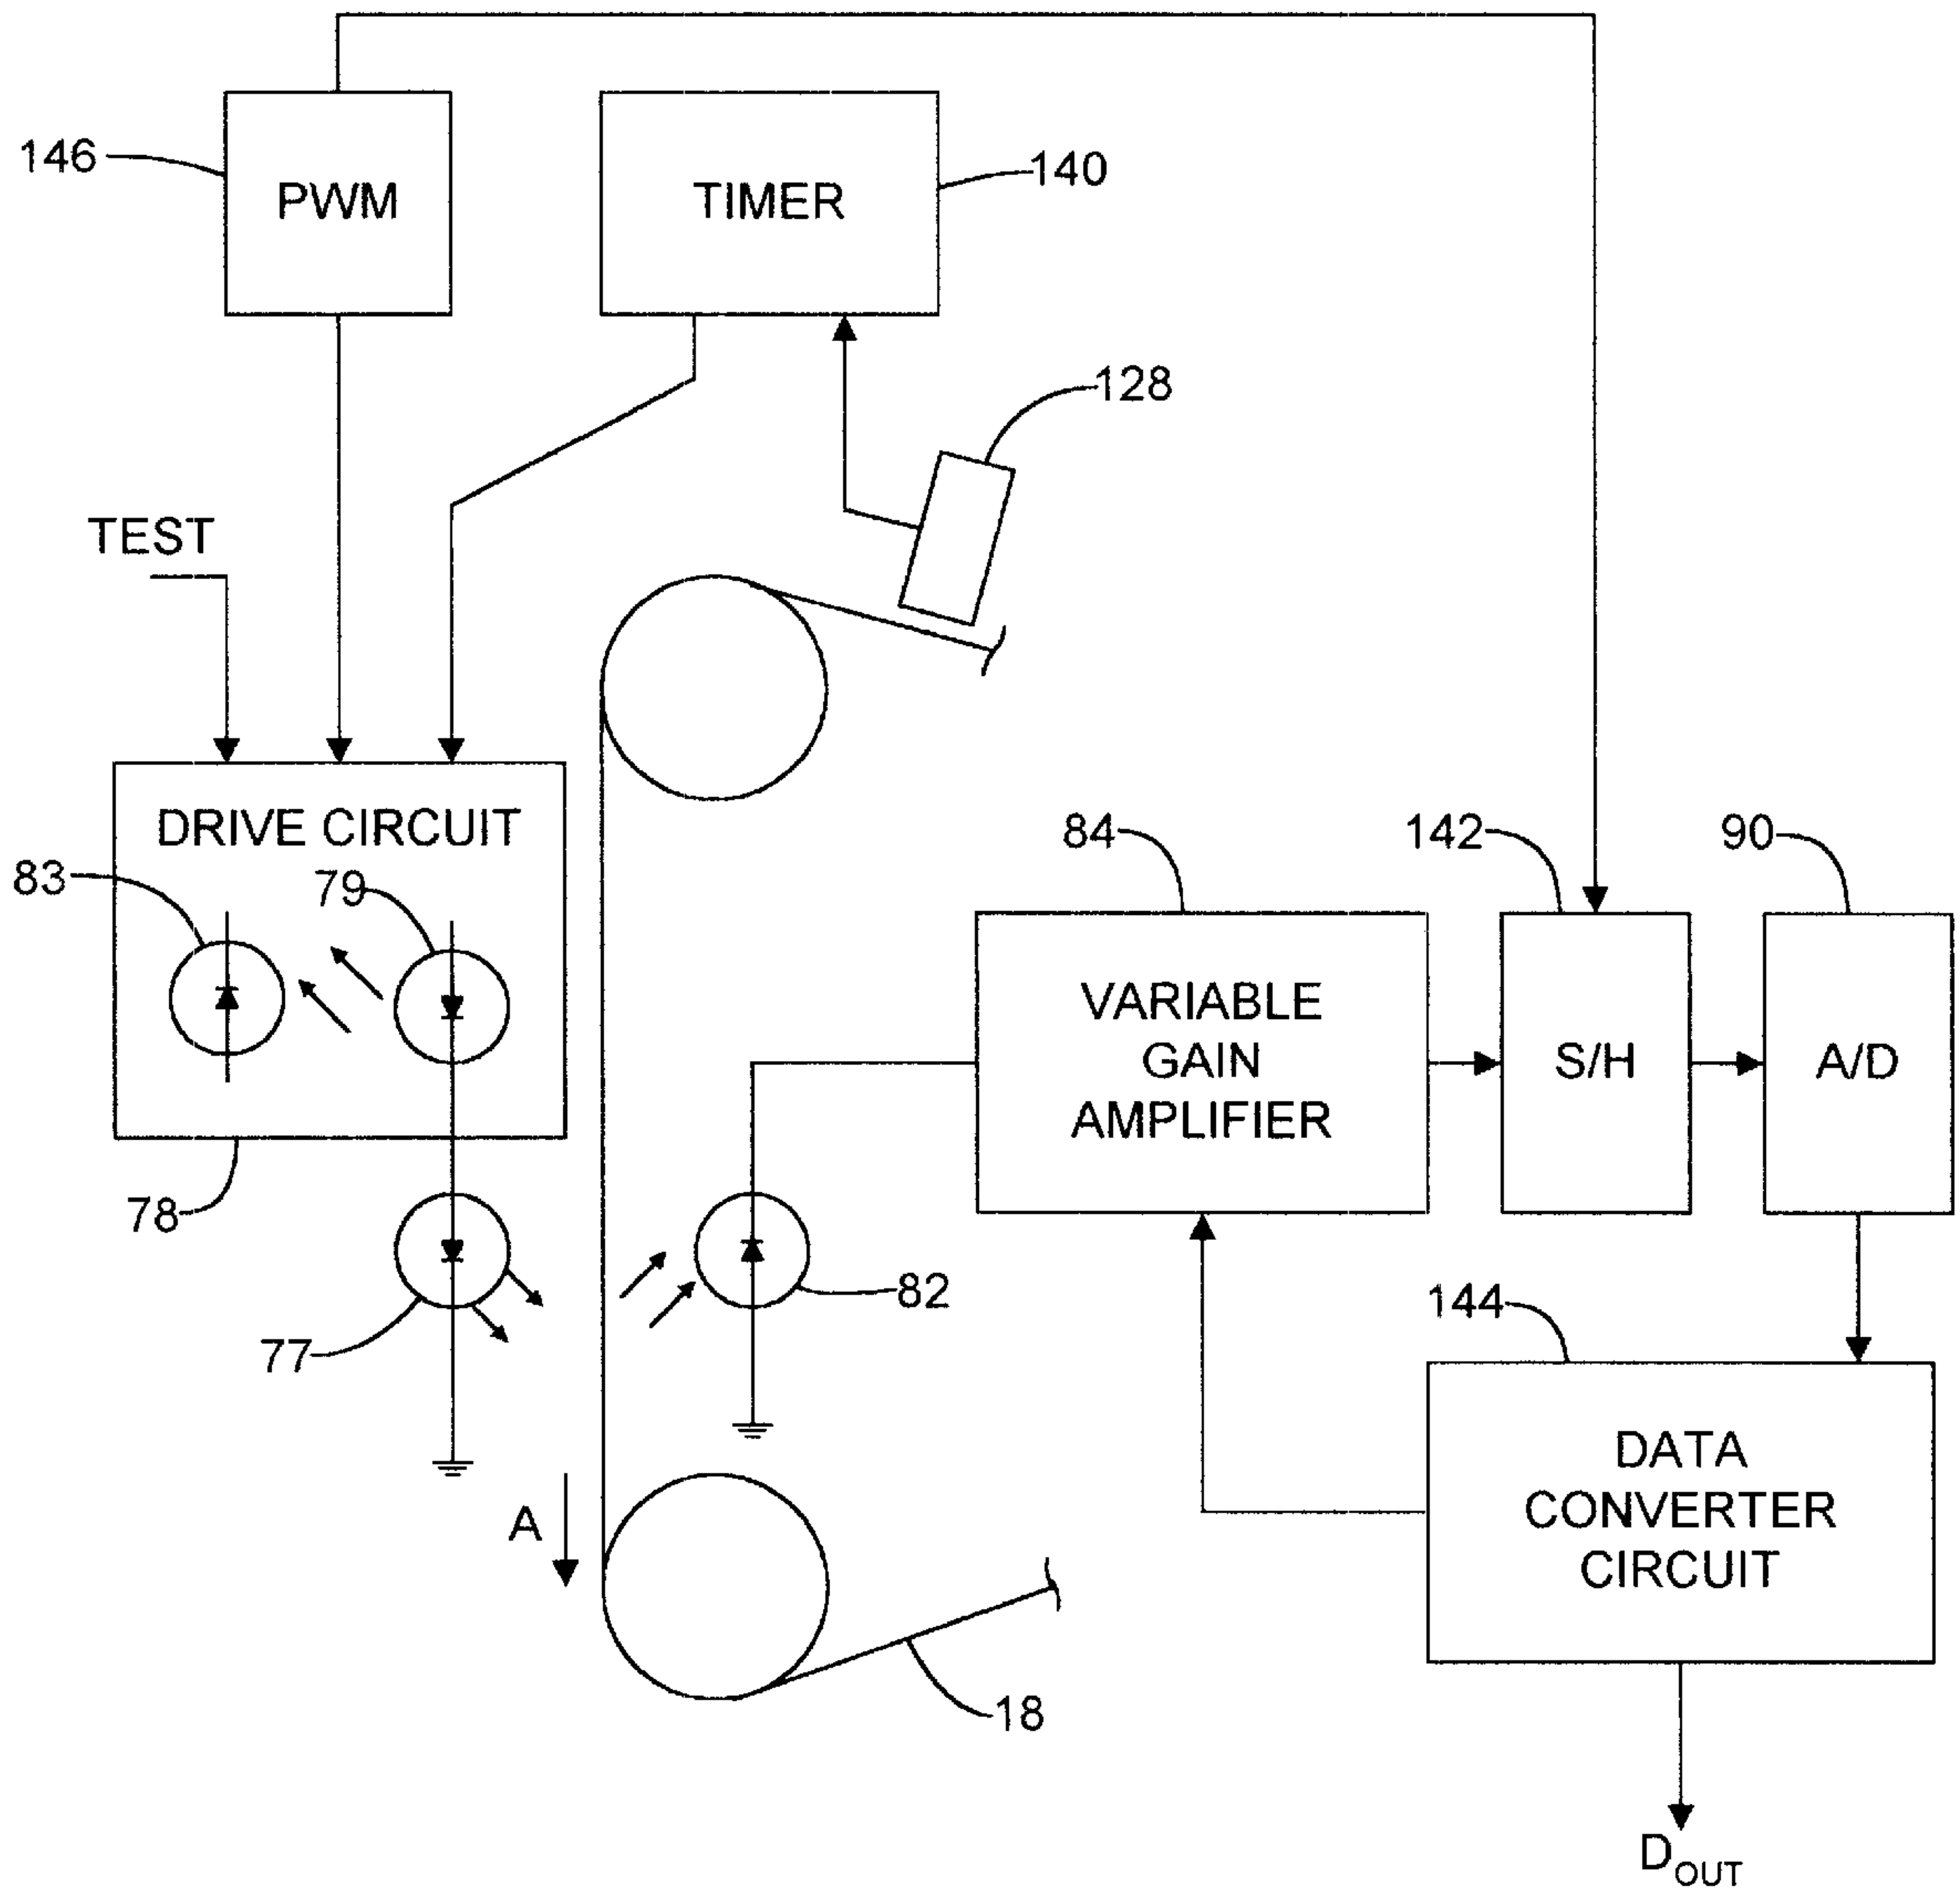 146
PWM
TIMER
140
128
TEST
DRIVE CIRCUIT
83
79
84
142
90
VARIABLE
GAIN
AMPLIFIER
S/H
A/D
78
77
82
144
DATA
CONVERTER
CIRCUIT
A
18
DOUT